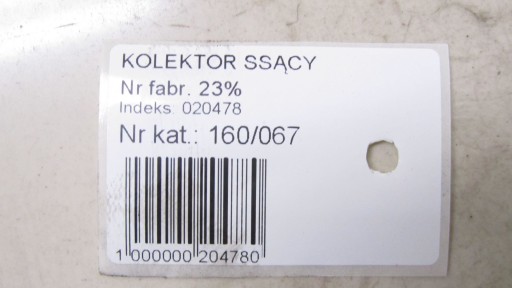 KOLEKTOR SSĄCY
Nr fabr. 23%
Indeks: 020478
Nr kat.: 160/067
1 000000 204780